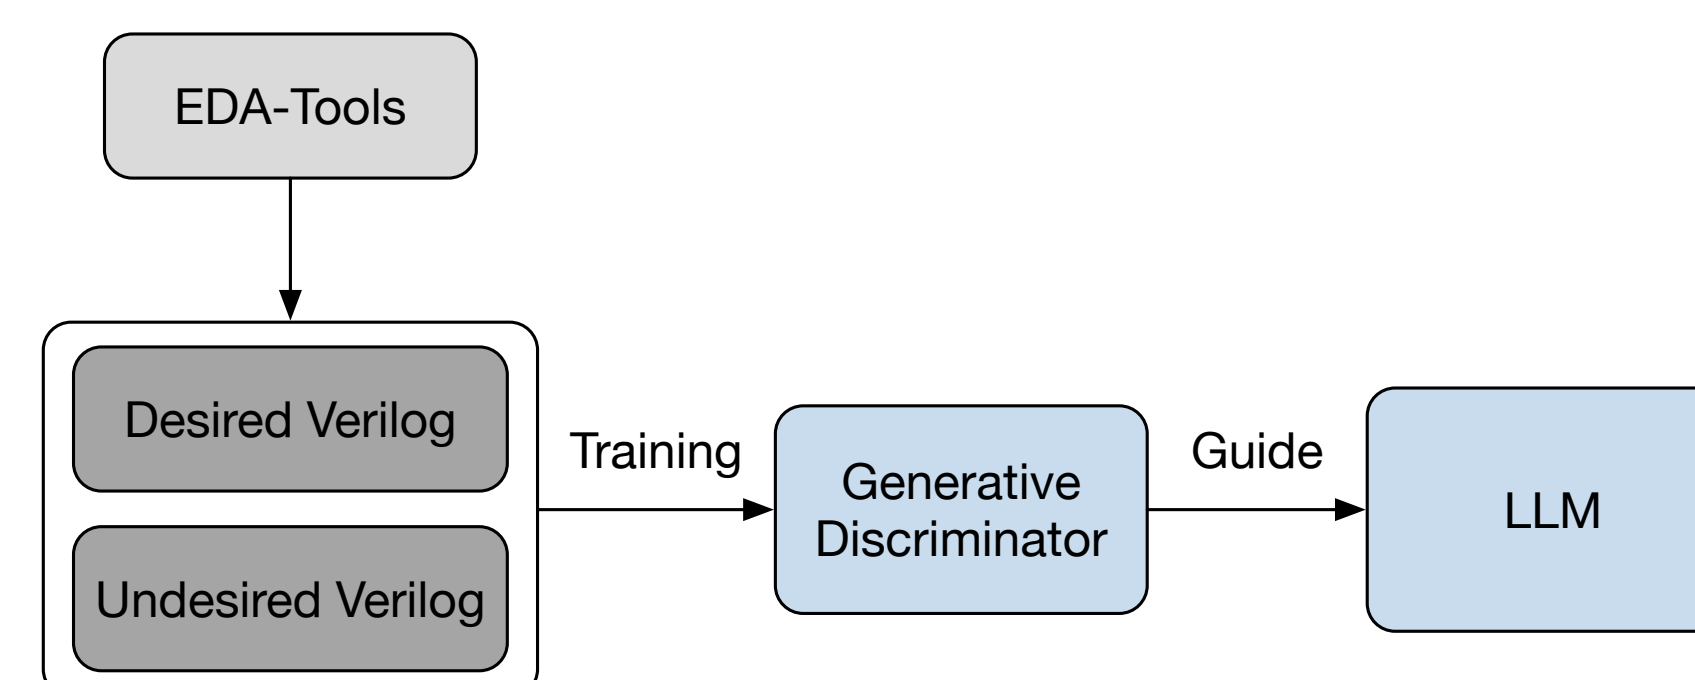 EDA-Tools
Desired Verilog
Undesired Verilog
Training
Generative
Discriminator
Guide
LLM